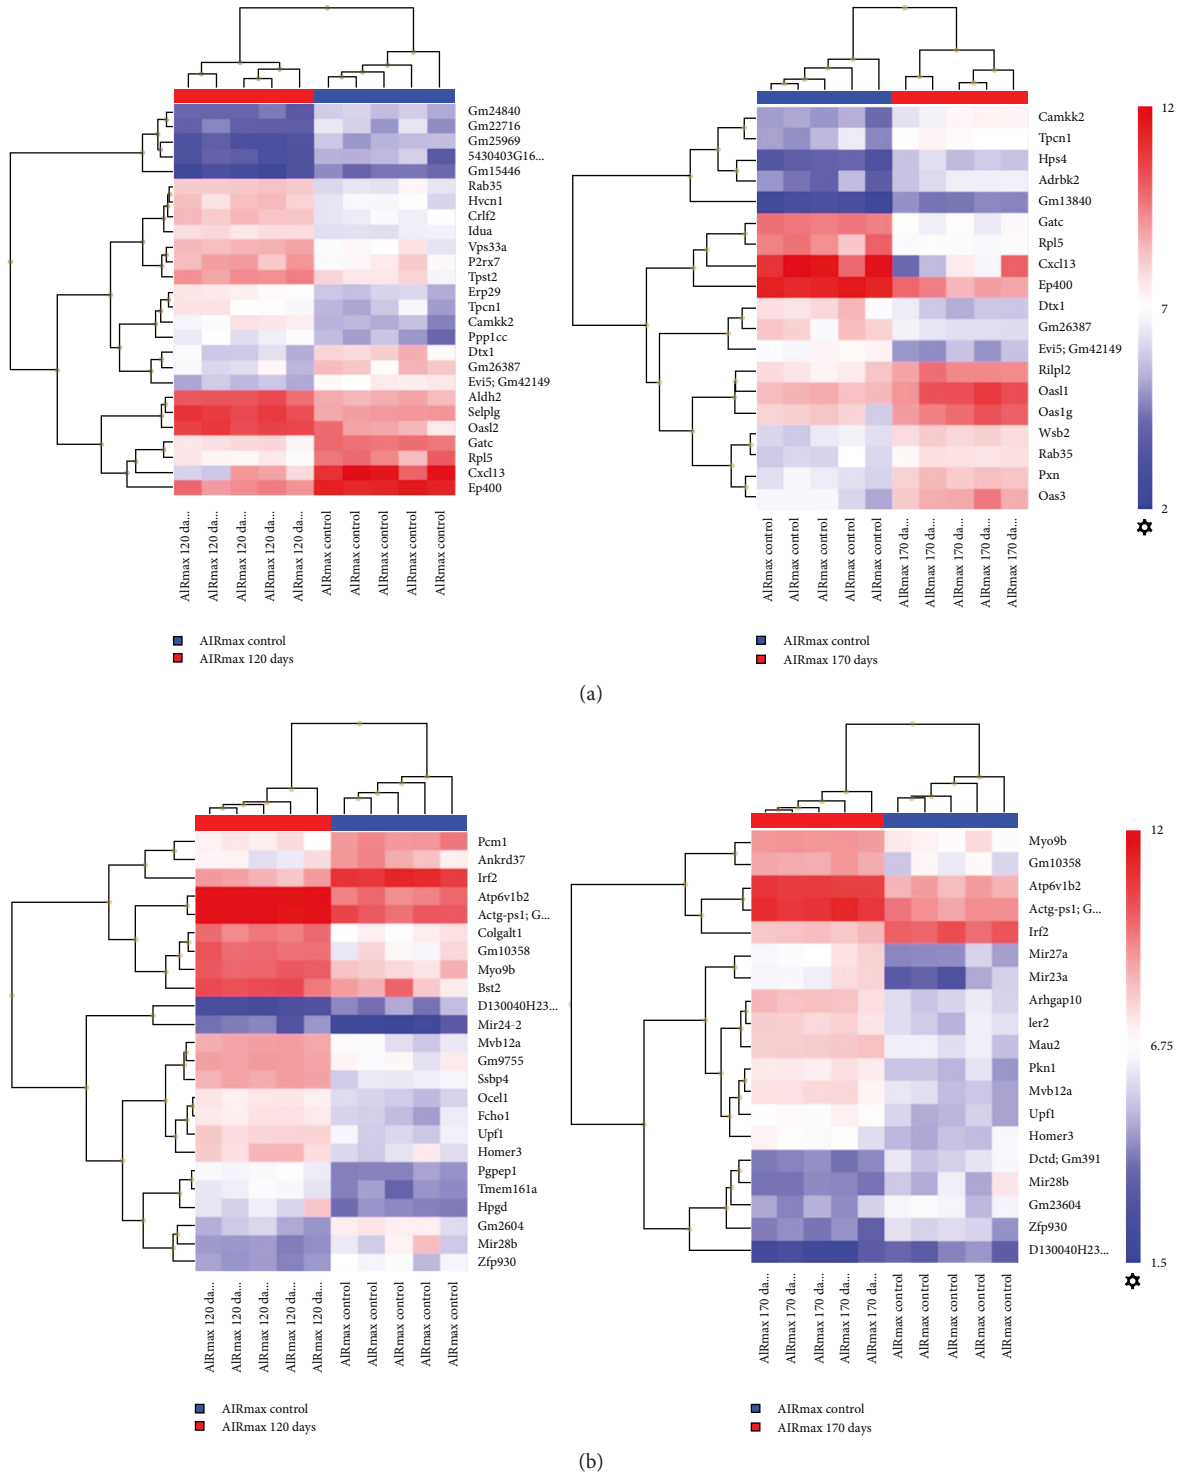 Gm24840
Gm22716
Gm25969
5430403G16...
Gm15446
Rab35
Hvcn1
Crlf2
Idua
Vps33a
P2rx7
Tpst2
Erp29
Tpcn1
Camkk2
Ppp1cc
Dtx1
Gm26387
Evi5; Gm42149
Aldh2
Selplg
Oasl2
Gatc
Rpl5
Cxcl13
Ep400
AIRmax 120 da...
AIRmax 120 da...
AIRmax 120 da...
AIRmax 120 da...
AIRmax 120 da...
AIRmax control
AIRmax control
AIRmax control
AIRmax control
AIRmax control
AIRmax control
AIRmax 120 days
Camkk2
Tpcn1
Hps4
Adrbk2
Gm13840
Gatc
Rpl5
Cxcl13
Ep400
Dtx1
Gm26387
Evi5; Gm42149
Rilpl2
Oasl1
Oas1g
Wsb2
Rab35
Pxn
Oas3
AIRmax control
AIRmax control
AIRmax control
AIRmax control
AIRmax control
AIRmax 170 da...
AIRmax 170 da...
AIRmax 170 da...
AIRmax 170 da...
AIRmax 170 da...
AIRmax control
AIRmax 170 days
12
7
2
(a)
Pcm1
Ankrd37
Irf2
Atp6v1b2
Actg-ps1; G...
Colgalt1
Gm10358
Myo9b
Bst2
D130040H23...
Mir24-2
Mvb12a
Gm9755
Ssbp4
Ocel1
Fcho1
Upf1
Homer3
Pgpep1
Tmem161a
Hpgd
Gm2604
Mir28b
Zfp930
AIRmax 120 da...
AIRmax 120 da...
AIRmax 120 da...
AIRmax 120 da...
AIRmax 120 da...
AIRmax control
AIRmax control
AIRmax control
AIRmax control
AIRmax control
AIRmax control
AIRmax 120 days
Myo9b
Gm10358
Atp6v1b2
Actg-ps1; G...
Irf2
Mir27a
Mir23a
Arhgap10
ler2
Mau2
Pkn1
Mvb12a
Upf1
Homer3
Dctd; Gm391
Mir28b
Gm23604
Zfp930
D130040H23...
AIRmax 170 da...
AIRmax 170 da...
AIRmax 170 da...
AIRmax 170 da...
AIRmax 170 da...
AIRmax control
AIRmax control
AIRmax control
AIRmax control
AIRmax control
AIRmax control
AIRmax 170 days
12
6.75
1.5
(b)